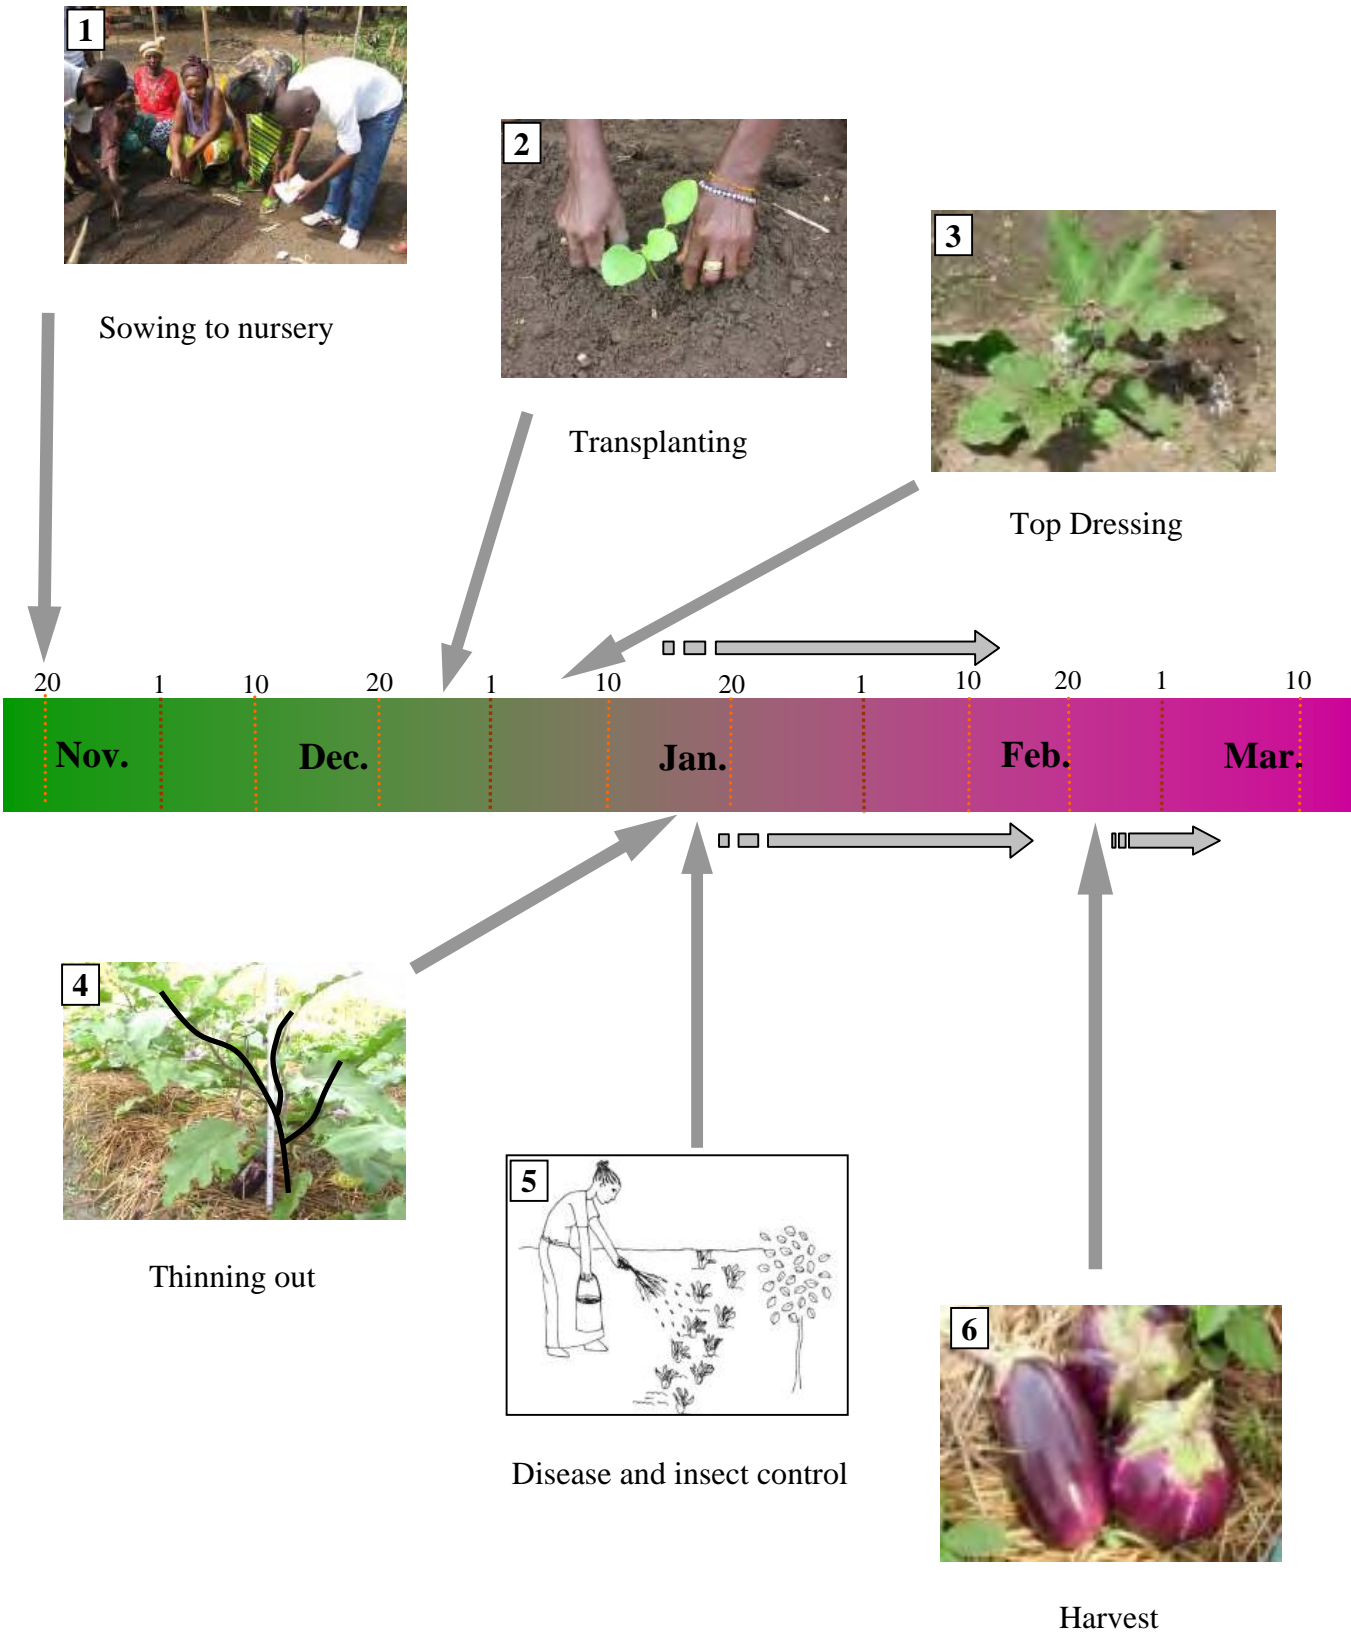 1
Sowing to nursery
2
Transplanting
3
Top Dressing
20 1 10 20 1 10 20 1 10 20 1 10
Nov. Dec. Jan. Feb. Mar.
4
Thinning out
5
Disease and insect control
6
Harvest